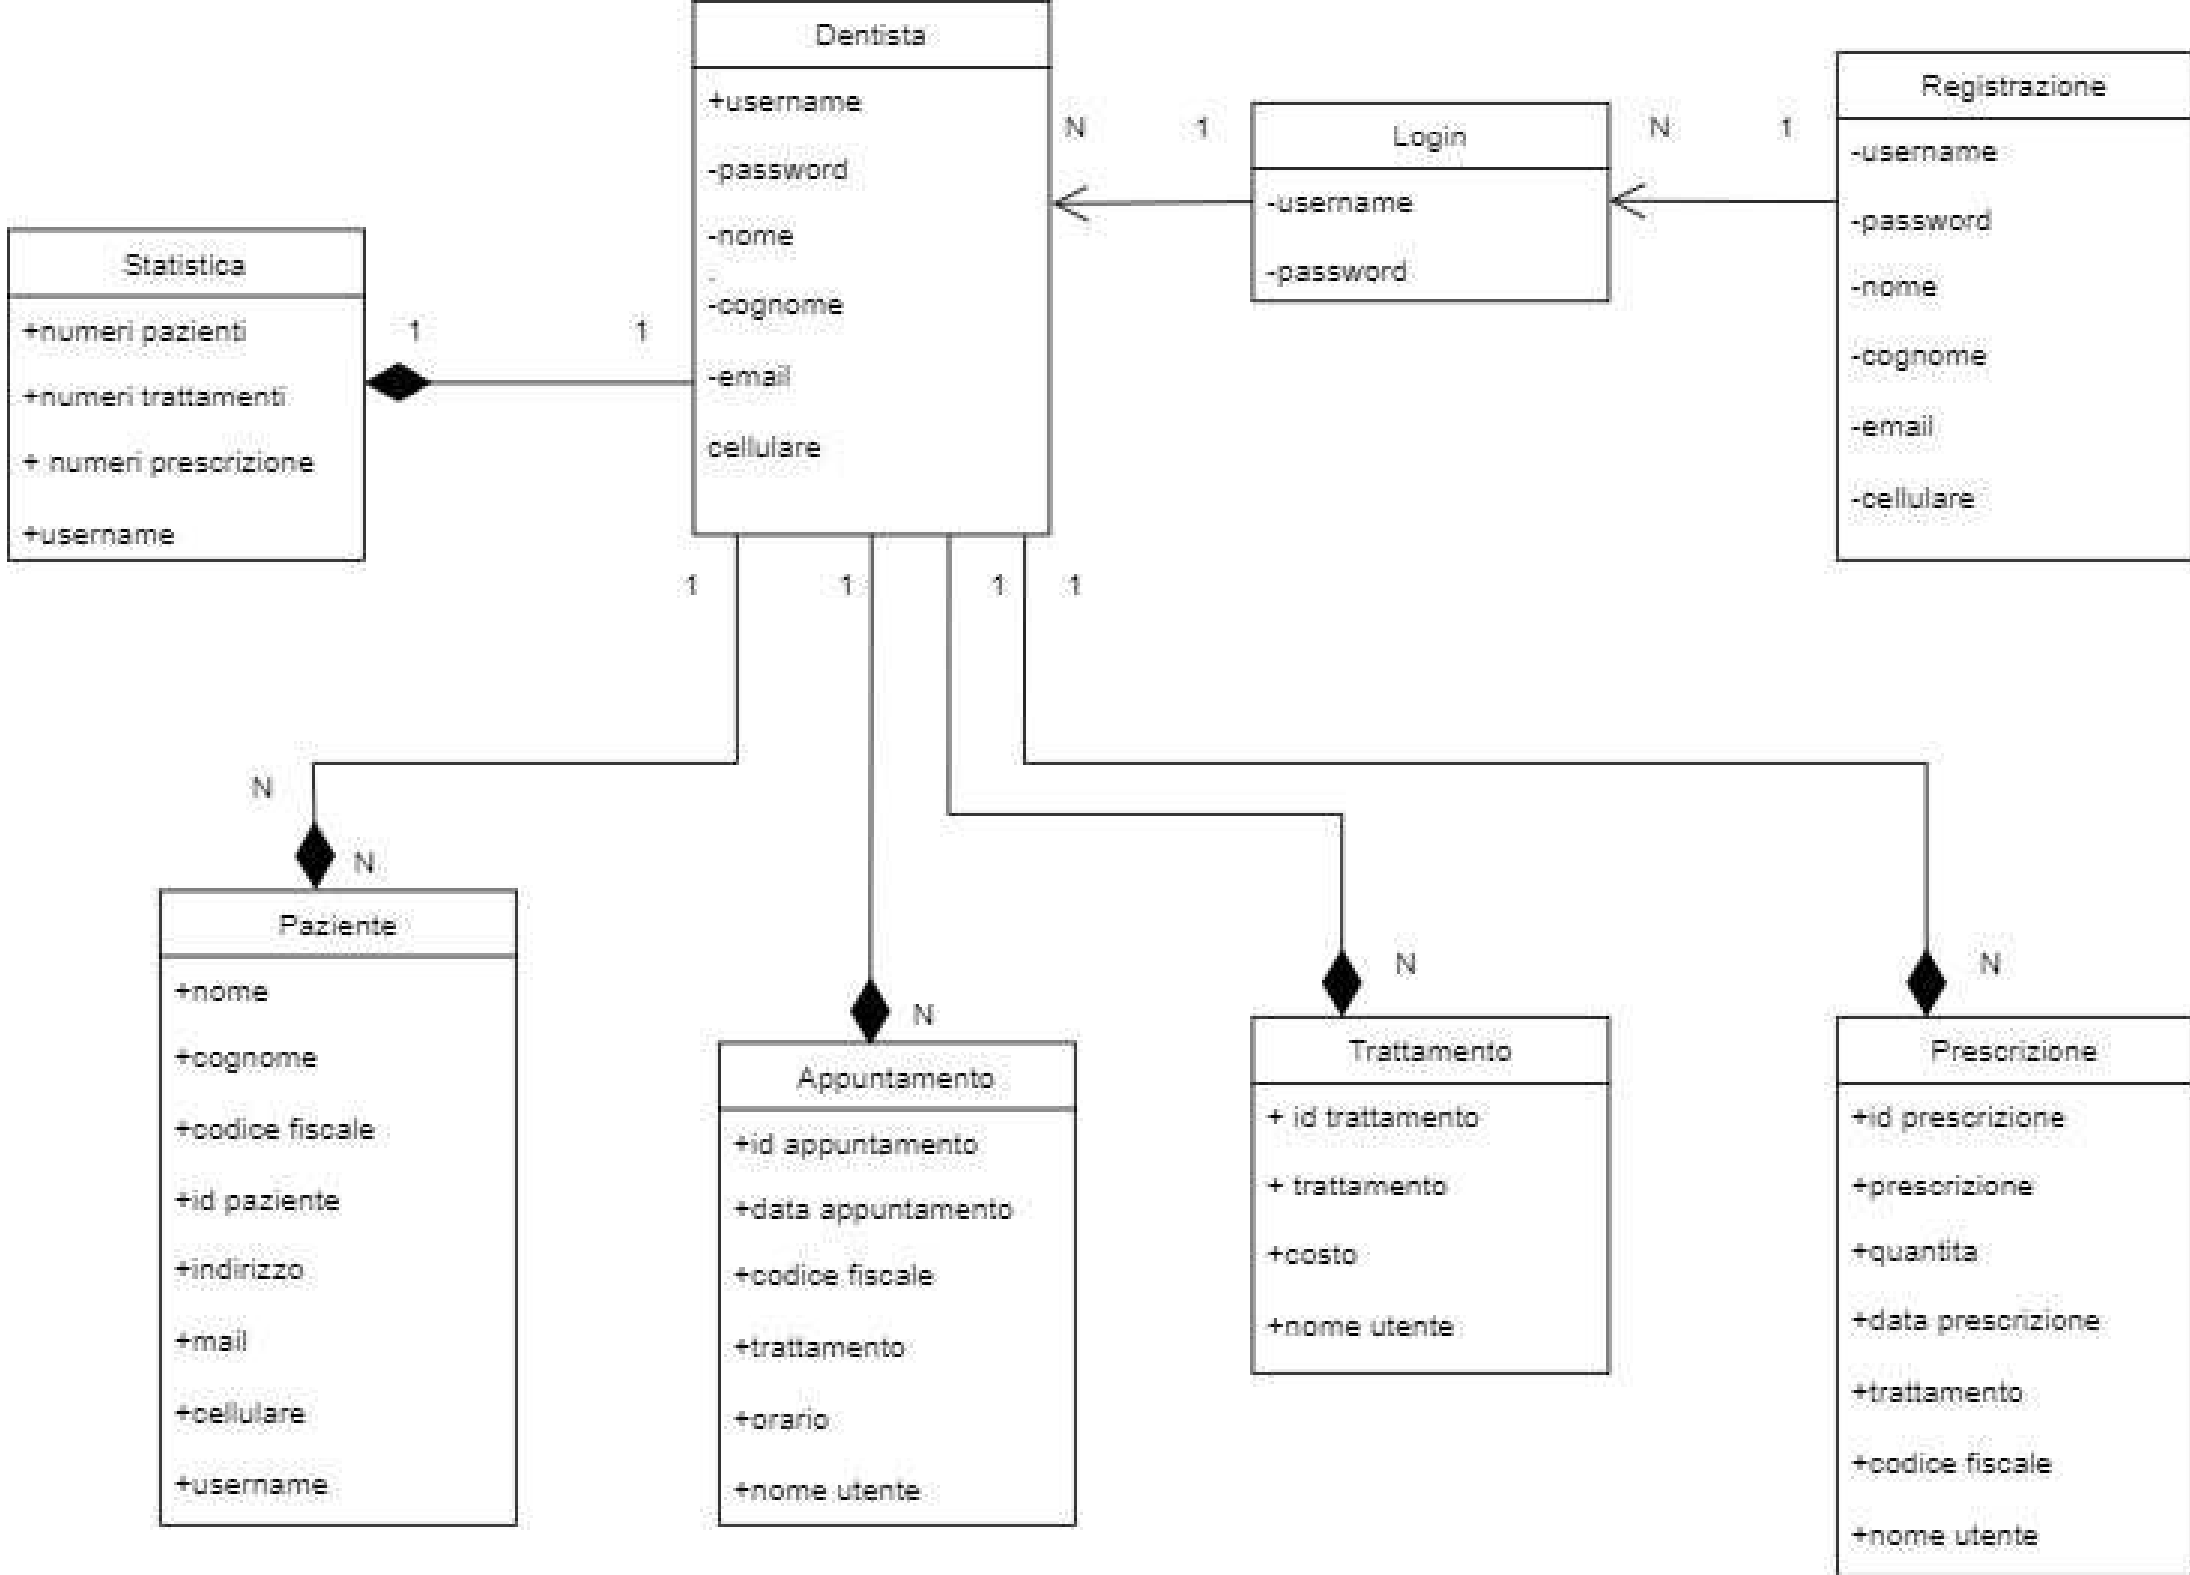 Dentista
+username
-password
-nome
-
-cognome
-email
cellulare
Login
-username
-password
Registrazione
-username
-password
-nome
-cognome
-email
-cellulare
N
1
N
1
Statistica
+numeri pazienti
+numeri trattamenti
+ numeri prescrizione
+username
1
1
1
1
1
1
N
N
N
N
N
Paziente
+nome
+cognome
+codice fiscale
+id paziente
+indirizzo
+mail
+cellulare
+username
Appuntamento
+id appuntamento
+data appuntamento
+codice fiscale
+trattamento
+orario
+nome utente
Trattamento
+ id trattamento
+ trattamento
+costo
+nome utente
Prescrizione
+id prescrizione
+prescrizione
+quantita
+data prescrizione
+trattamento
+codice fiscale
+nome utente